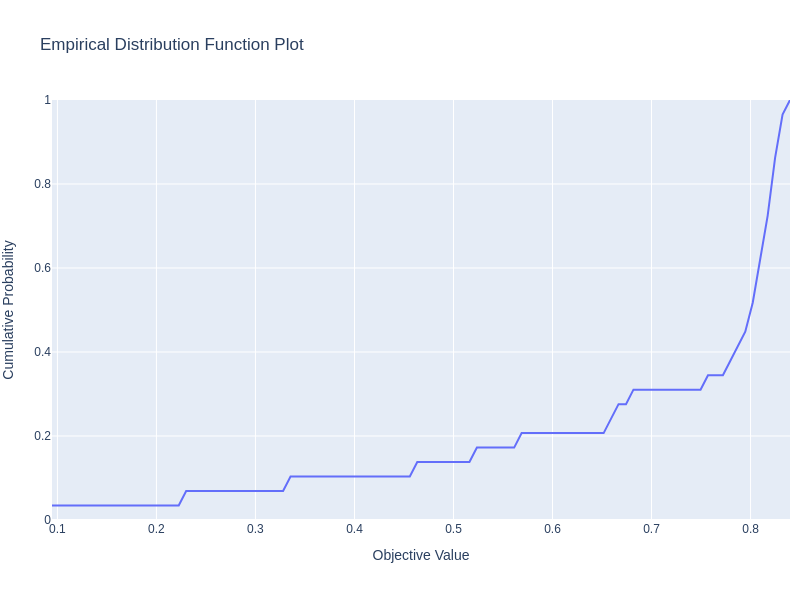 Empirical Distribution Function Plot
Cumulative Probability
1
0.8
0.6
0.4
0.2
0
0.1 0.2 0.3 0.4 0.5 0.6 0.7 0.8
Objective Value